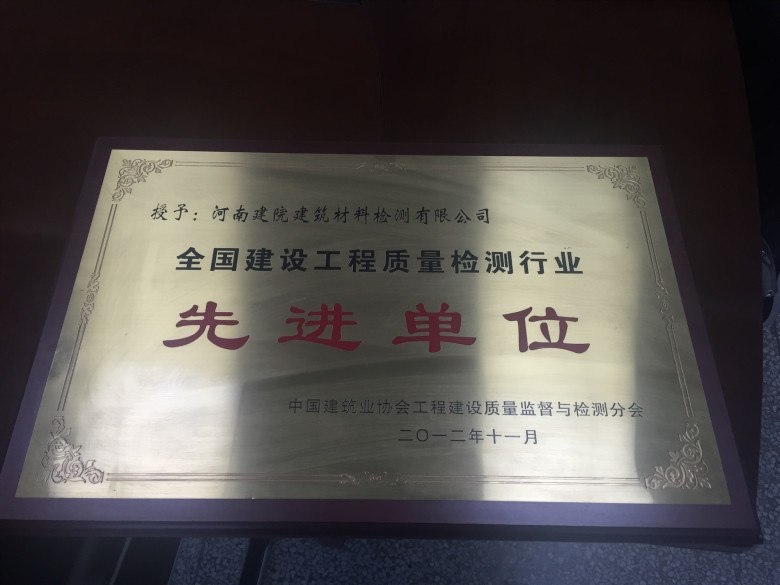 授予：河南建院建筑材料检测有限公司
全国建设工程质量检测行业
先进单位
中国建筑业协会工程建设质量监督与检测分会
二〇一二年十一月